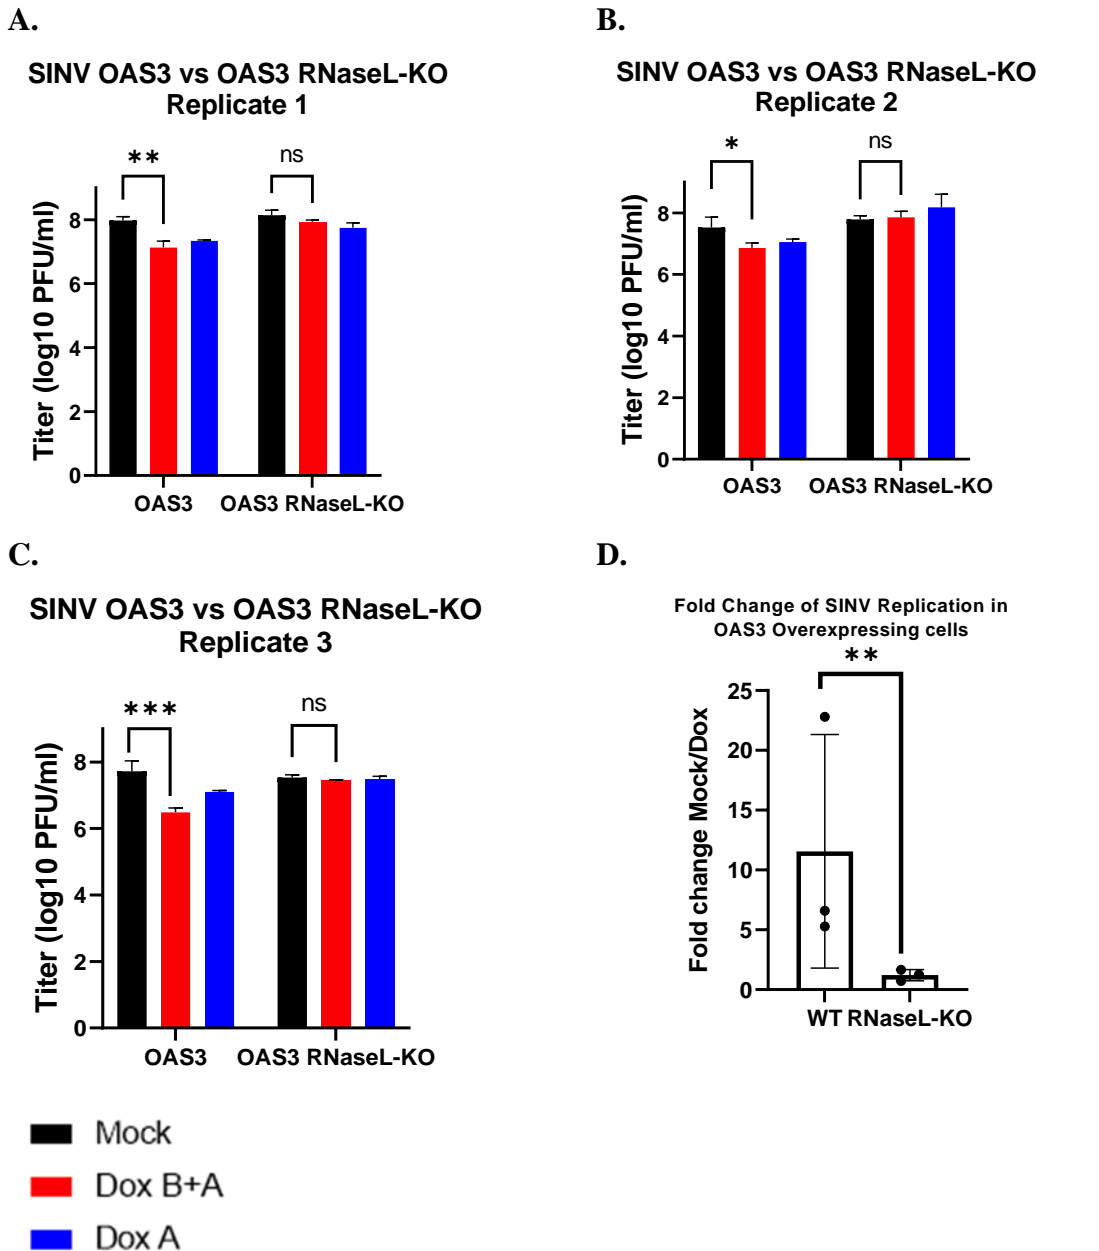 A.
SINV OAS3 vs OAS3 RNaseL-KO
Replicate 1
**
ns
Titer (log10 PFU/ml)
8
6
4
2
0
OAS3
OAS3 RNaseL-KO
B.
SINV OAS3 vs OAS3 RNaseL-KO
Replicate 2
*
ns
Titer (log10 PFU/ml)
8
6
4
2
0
OAS3
OAS3 RNaseL-KO
C.
SINV OAS3 vs OAS3 RNaseL-KO
Replicate 3
***
ns
Titer (log10 PFU/ml)
8
6
4
2
0
OAS3
OAS3 RNaseL-KO
D.
Fold Change of SINV Replication in
OAS3 Overexpressing cells
**
Fold change Mock/Dox
25
20
15
10
5
0
WT
RNaseL-KO
Mock
Dox B+A
Dox A